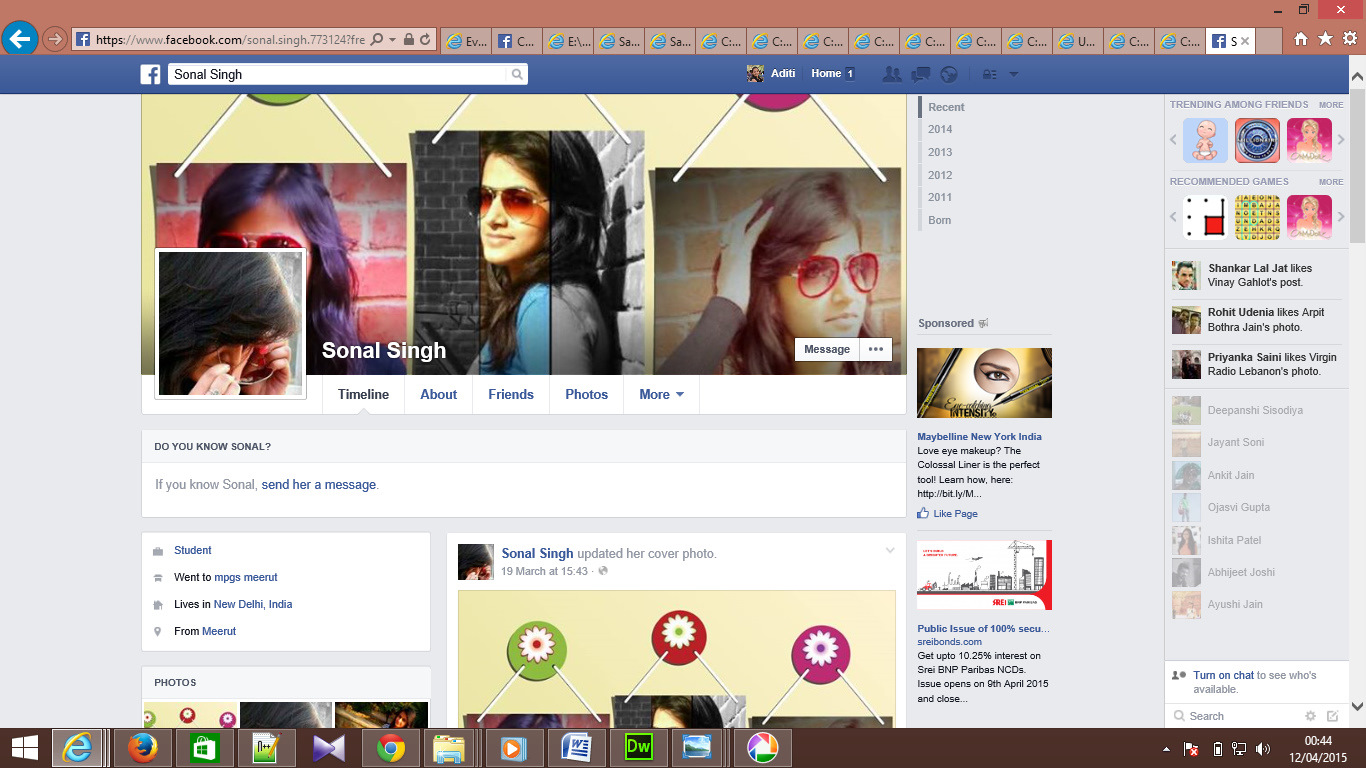 https://www.facebook.com/sonal.singh.773124?fre
Ev...
C...
E:\...
Sa...
Sa...
C:...
C:...
C:...
C:...
C:...
C:...
C:...
U...
C:...
C:...
S
Sonal Singh
Aditi
Home 1
Sonal Singh
Message
Timeline
About
Friends
Photos
More
DO YOU KNOW SONAL?
If you know Sonal, send her a message.
Student
Went to mpgs meerut
Lives in New Delhi, India
From Meerut
PHOTOS
Sonal Singh updated her cover photo.
19 March at 15:43 ·
Recent
2014
2013
2012
2011
Born
Sponsored
Eye-catching
INTENSITY
Maybelline New York India
Love eye makeup? The
Colossal Liner is the perfect
tool! Learn how, here:
http://bit.ly/M...
Like Page
SREI BNP PARIBAS
Public Issue of 100% secu...
sreibonds.com
Get upto 10.25% interest on
Srei BNP Paribas NCDs.
Issue opens on 9th April 2015
and close...
TRENDING AMONG FRIENDS
MORE
RECOMMENDED GAMES
MORE
Shankar Lal Jat likes
Vinay Gahlot's post.
Rohit Udenia likes Arpit
Bothra Jain's photo.
Priyanka Saini likes Virgin
Radio Lebanon's photo.
Deepanshi Sisodiya
Jayant Soni
Ankit Jain
Ojasvi Gupta
Ishita Patel
Abhijeet Joshi
Ayushi Jain
Turn on chat to see who's
available.
Search
Dw
00:44
12/04/2015